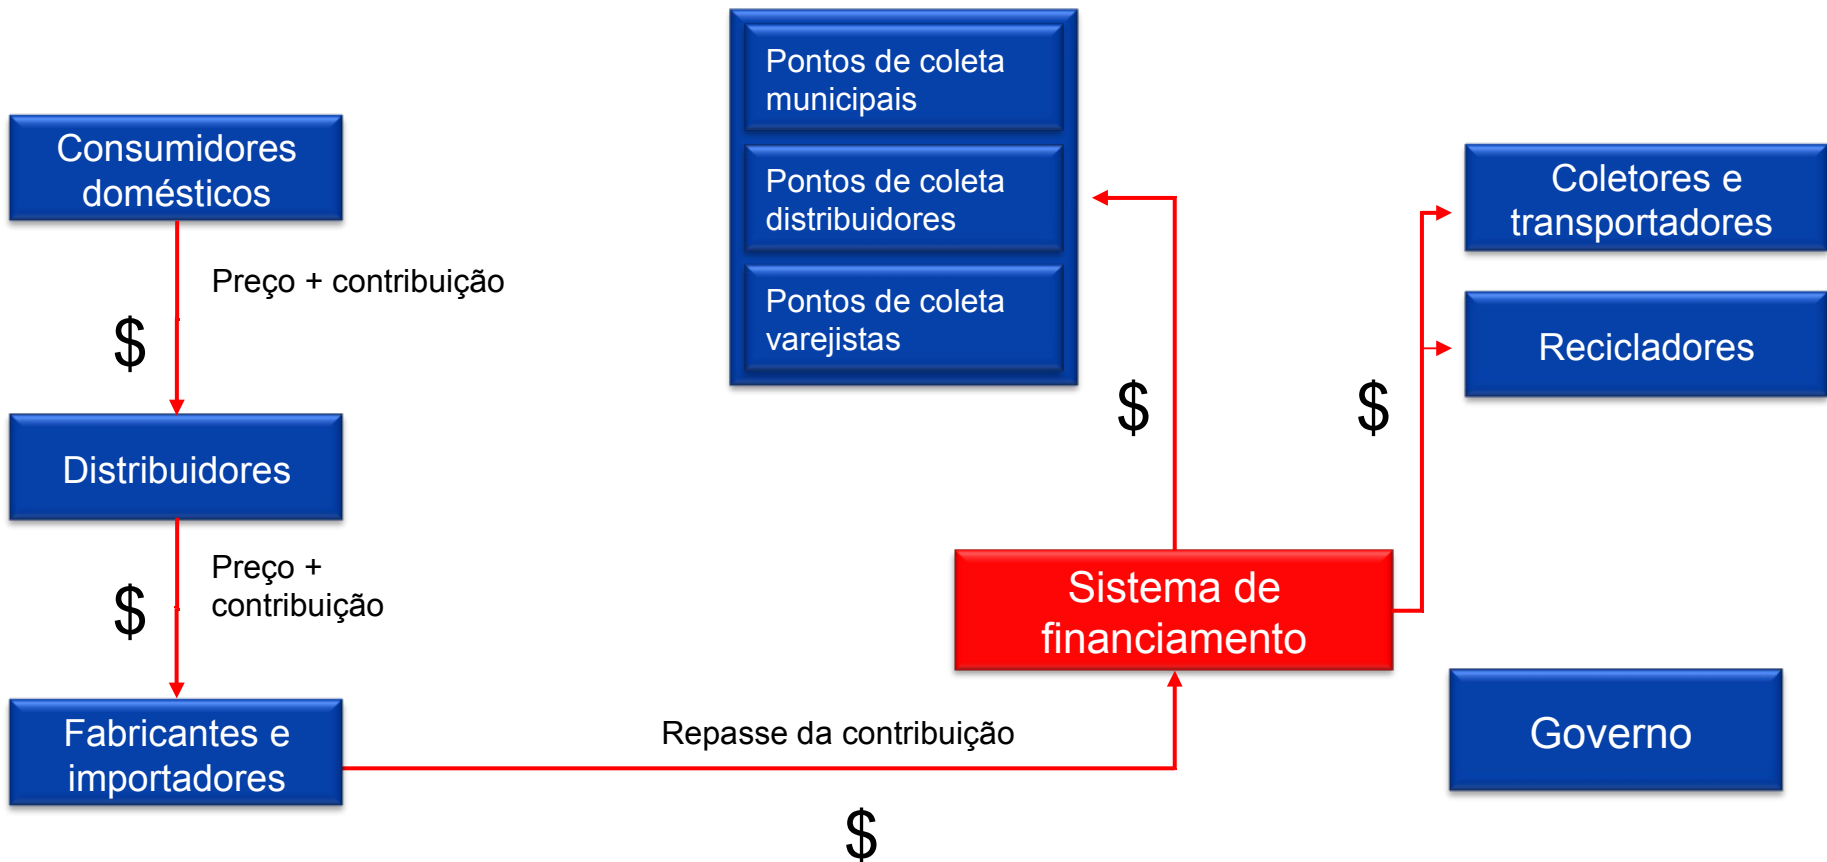 Consumidores
domésticos
Preço + contribuição
$
Distribuidores
Preço +
contribuição
$
Fabricantes e
importadores
Repasse da contribuição
$
Pontos de coleta
municipais
Pontos de coleta
distribuidores
Pontos de coleta
varejistas
$
Sistema de
financiamento
$
Coletores e
transportadores
Recicladores
Governo